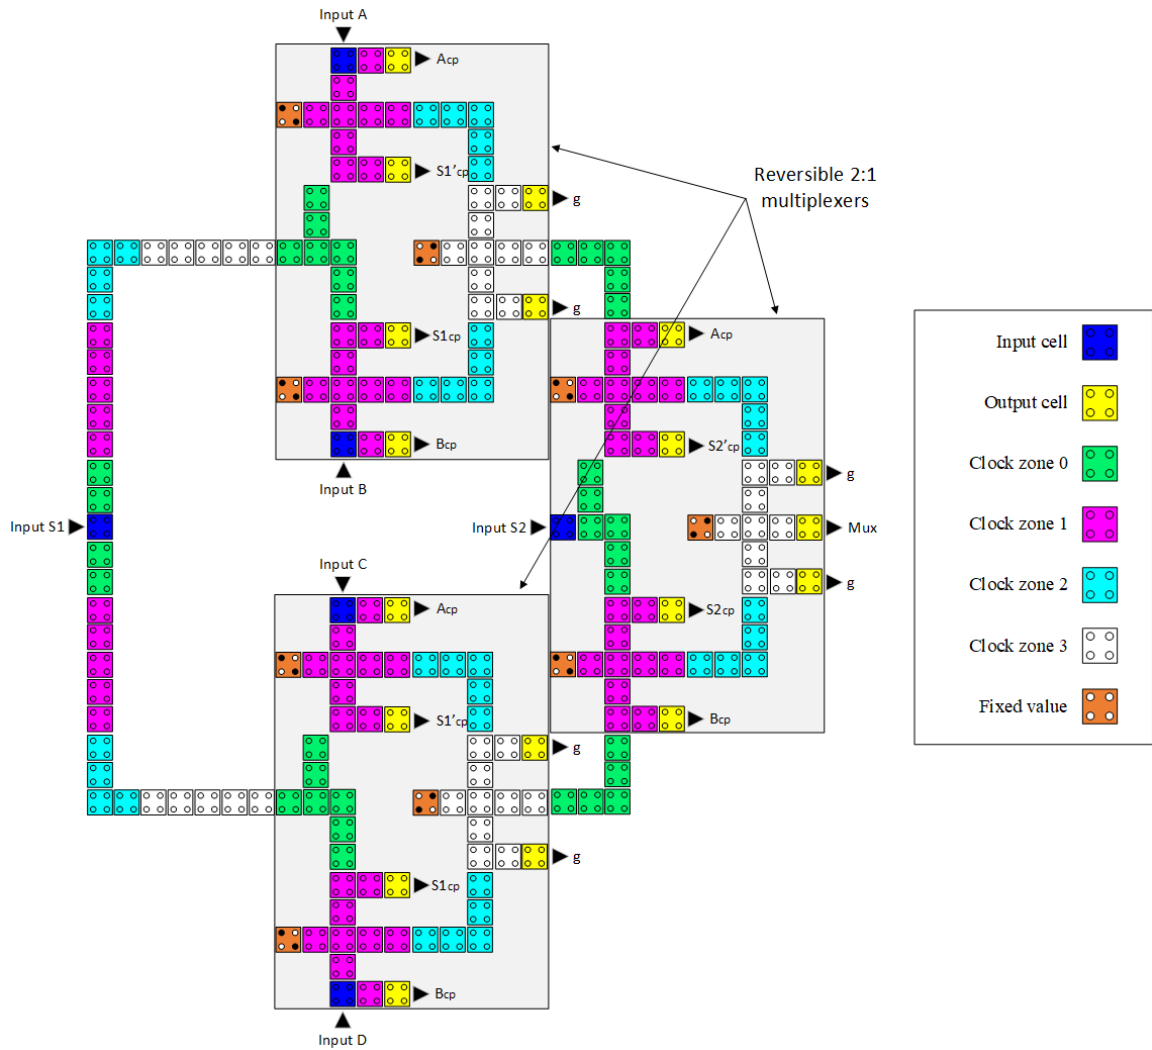 Input A
Acp
S1'cp
Reversible 2:1
multiplexers
g
g
S1cp
Acp
Input cell
Output cell
Bcp
S2'cp
Clock zone 0
Input B
g
Input S1
Input S2
Mux
Clock zone 1
Input C
g
Clock zone 2
Acp
S2cp
Clock zone 3
Fixed value
S1'cp
Bcp
g
g
S1cp
Bcp
Input D